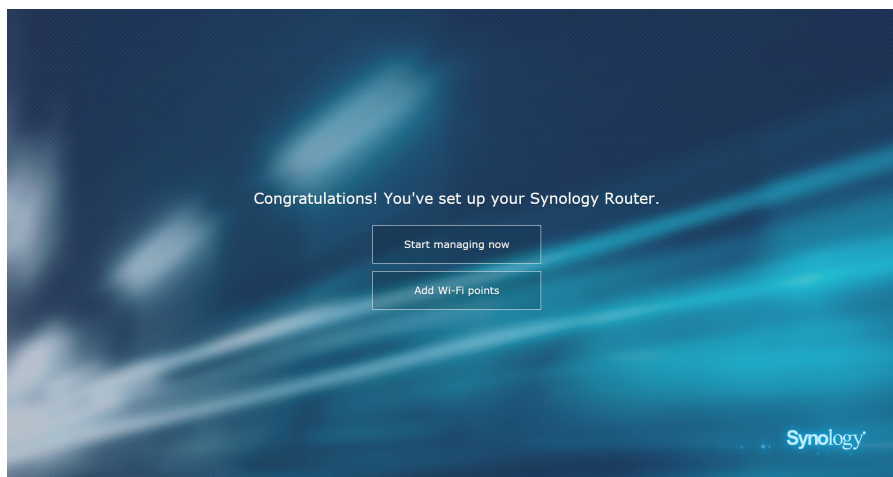 Congratulations! You've set up your Synology Router.
Start managing now
Add Wi-Fi points
Synology